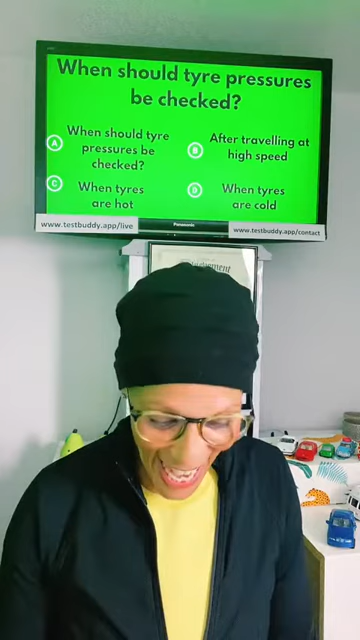 When should tyre pressures
be checked?
A When should tyre
pressures be
checked?
B After travelling at
high speed
C When tyres
are hot
D When tyres
are cold
www.testbuddy.app/live
Panasonic
www.testbuddy.app/contact